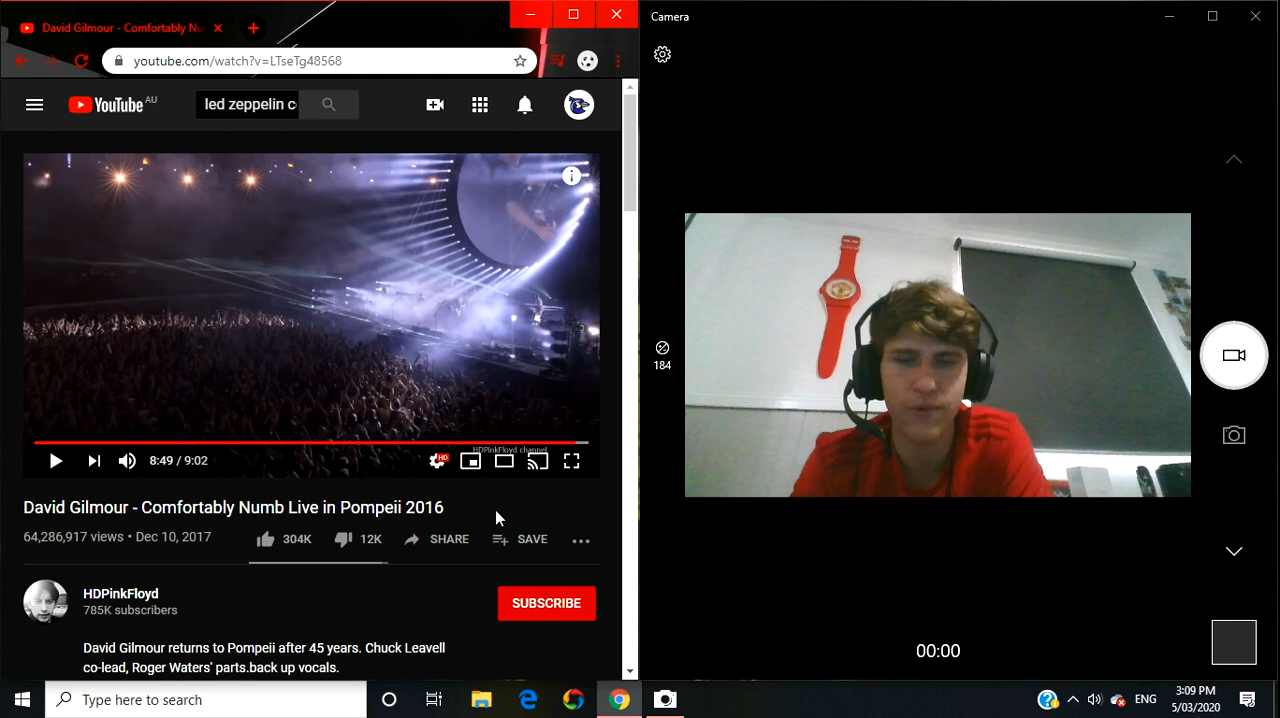 David Gilmour - Comfortably Nu
youtube.com/watch?v=LTseTg48568
YouTube AU
led zeppelin c
HDPinkFloyd channel
8:49 / 9:02
HD
David Gilmour - Comfortably Numb Live in Pompeii 2016
64,286,917 views • Dec 10, 2017
304K
12K
SHARE
SAVE
HDPinkFloyd
785K subscribers
SUBSCRIBE
David Gilmour returns to Pompeii after 45 years. Chuck Leavell
co-lead, Roger Waters' parts.back up vocals.
Camera
184
00:00
Type here to search
ENG
3:09 PM
5/03/2020